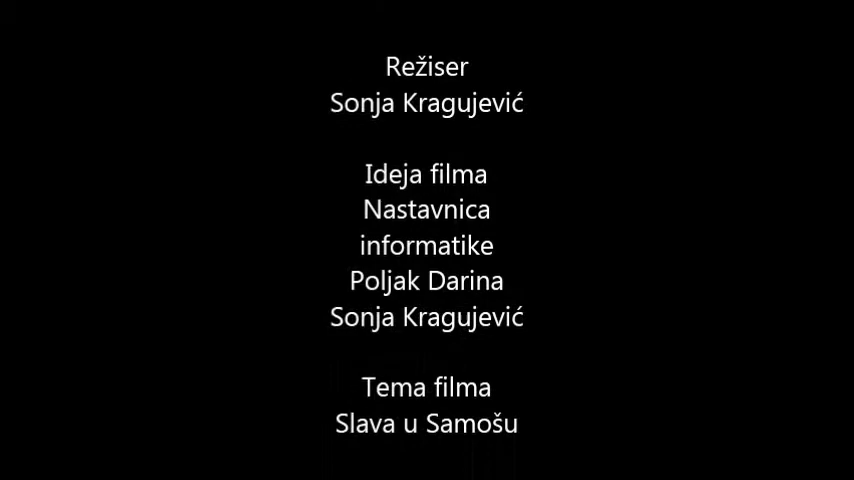 Režiser
Sonja Kragujević
Ideja filma
Nastavnica
informatike
Poljak Darina
Sonja Kragujević
Tema filma
Slava u Samošu